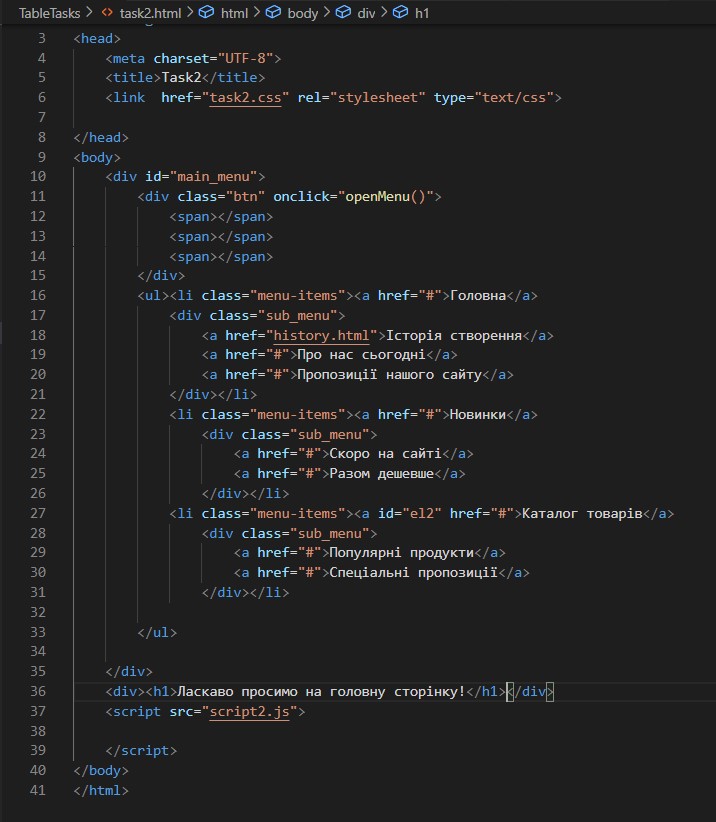 TableTasks > task2.html > html > body > div > h1
3 <head>
4     <meta charset="UTF-8">
5     <title>Task2</title>
6     <link  href="task2.css" rel="stylesheet" type="text/css">
7
8 </head>
9 <body>
10     <div id="main_menu">
11         <div class="btn" onclick="openMenu()">
12             <span></span>
13             <span></span>
14             <span></span>
15         </div>
16         <ul><li class="menu-items"><a href="#">Головна</a>
17             <div class="sub_menu">
18                 <a href="history.html">Історія створення</a>
19                 <a href="#">Про нас сьогодні</a>
20                 <a href="#">Пропозиції нашого сайту</a>
21             </div></li>
22             <li class="menu-items"><a href="#">Новинки</a>
23                 <div class="sub_menu">
24                     <a href="#">Скоро на сайті</a>
25                     <a href="#">Разом дешевше</a>
26                 </div></li>
27             <li class="menu-items"><a id="el2" href="#">Каталог товарів</a>
28                 <div class="sub_menu">
29                     <a href="#">Популярні продукти</a>
30                     <a href="#">Спеціальні пропозиції</a>
31                 </div></li>
32
33         </ul>
34
35     </div>
36     <div><h1>Ласкаво просимо на головну сторінку!</h1></div>
37     <script src="script2.js">
38
39     </script>
40 </body>
41 </html>